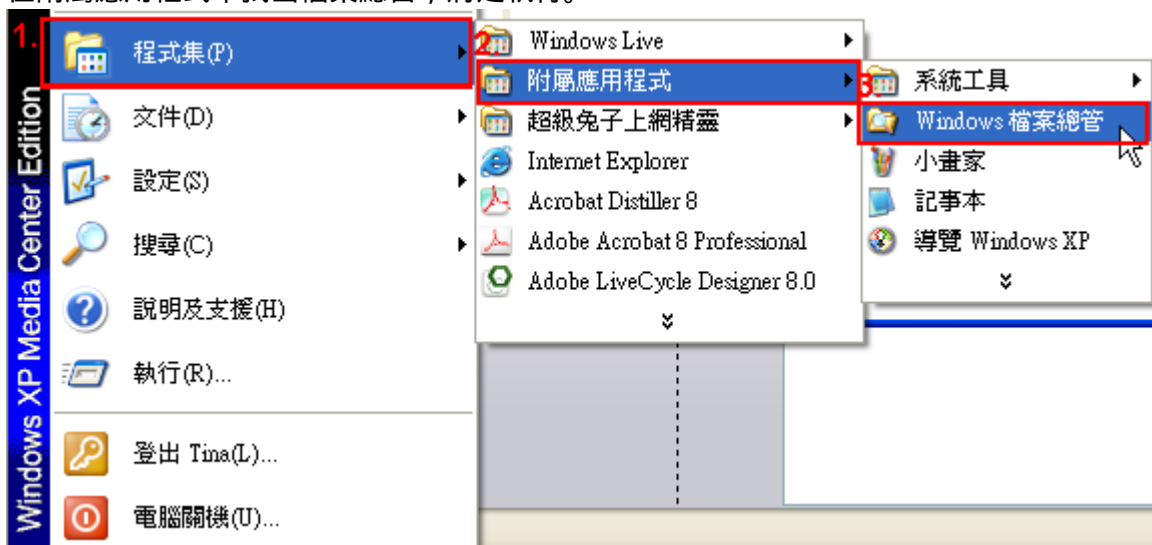 1.
程式集(P)
文件(D)
設定(S)
搜尋(C)
說明及支援(H)
執行(R)...
登出 Tina(L)...
電腦關機(U)...
Windows XP Media Center Edition
2
Windows Live
附屬應用程式
超級兔子上網精靈
Internet Explorer
Acrobat Distiller 8
Adobe Acrobat 8 Professional
Adobe LiveCycle Designer 8.0
3
系統工具
Windows 檔案總管
小畫家
記事本
導覽 Windows XP